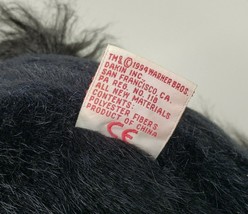 TM & © 1994 WARNER BROS.
DAKIN INC.
SAN FRANCISCO, CA.
PA REG. NO. 118
ALL NEW MATERIALS
CONTENTS:
POLYESTER FIBERS
PRODUCT OF CHINA
CE